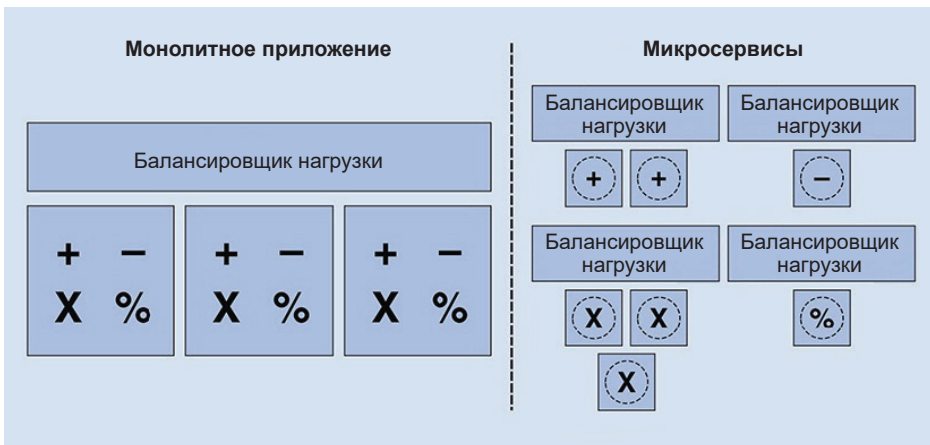 Монолитное приложение
Балансировщик нагрузки
+ − + − + −
X % X % X %
Микросервисы
Балансировщик
нагрузки
+ +
Балансировщик
нагрузки
−
Балансировщик
нагрузки
X X
X
Балансировщик
нагрузки
%